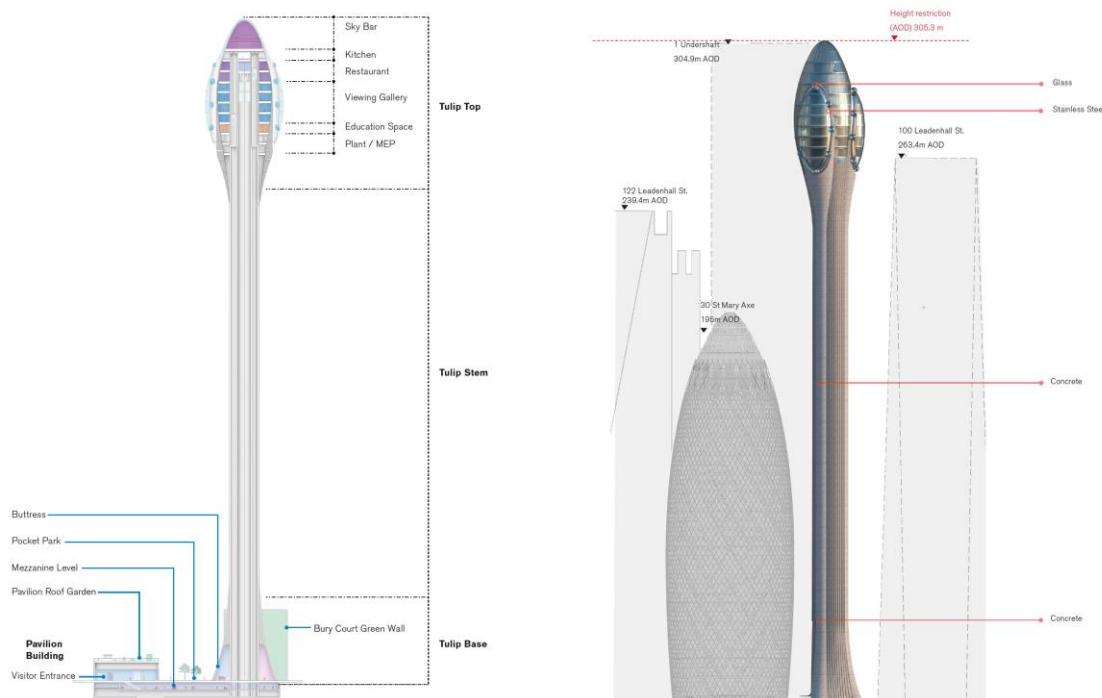 Sky Bar
Kitchen
Restaurant
Viewing Gallery
Education Space
Plant / MEP
Tulip Top
Tulip Stem
Buttress
Pocket Park
Mezzanine Level
Pavilion Roof Garden
Pavilion
Building
Visitor Entrance
Bury Court Green Wall
Tulip Base
Height restriction
(AOD) 305.3 m
1 Undershaft
304.9m AOD
Glass
Stainless Stee
100 Leadenhall St.
263.4m AOD
122 Leadenhall St.
239.4m AOD
30 St Mary Axe
195m AOD
Concrete
Concrete